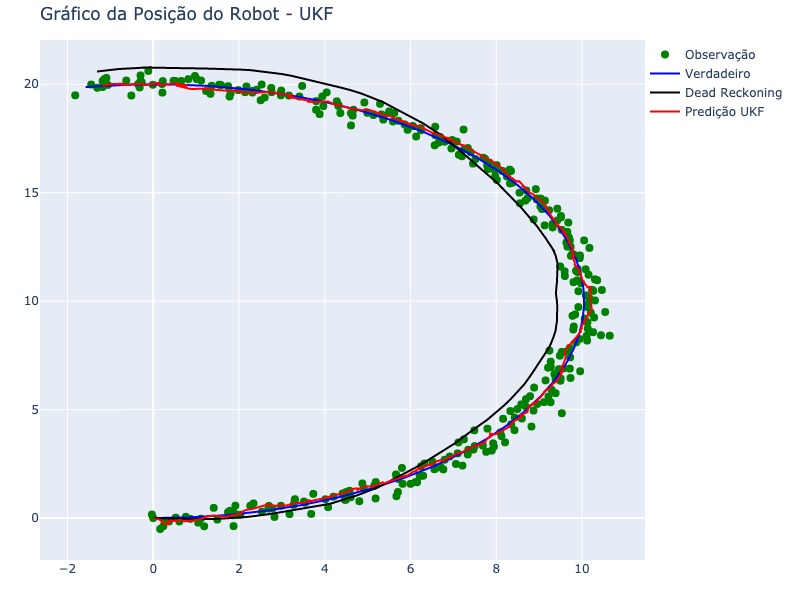 Gráfico da Posição do Robot - UKF
Observação
Verdadeiro
Dead Reckoning
Predição UKF
20
15
10
5
0
−2 0 2 4 6 8 10